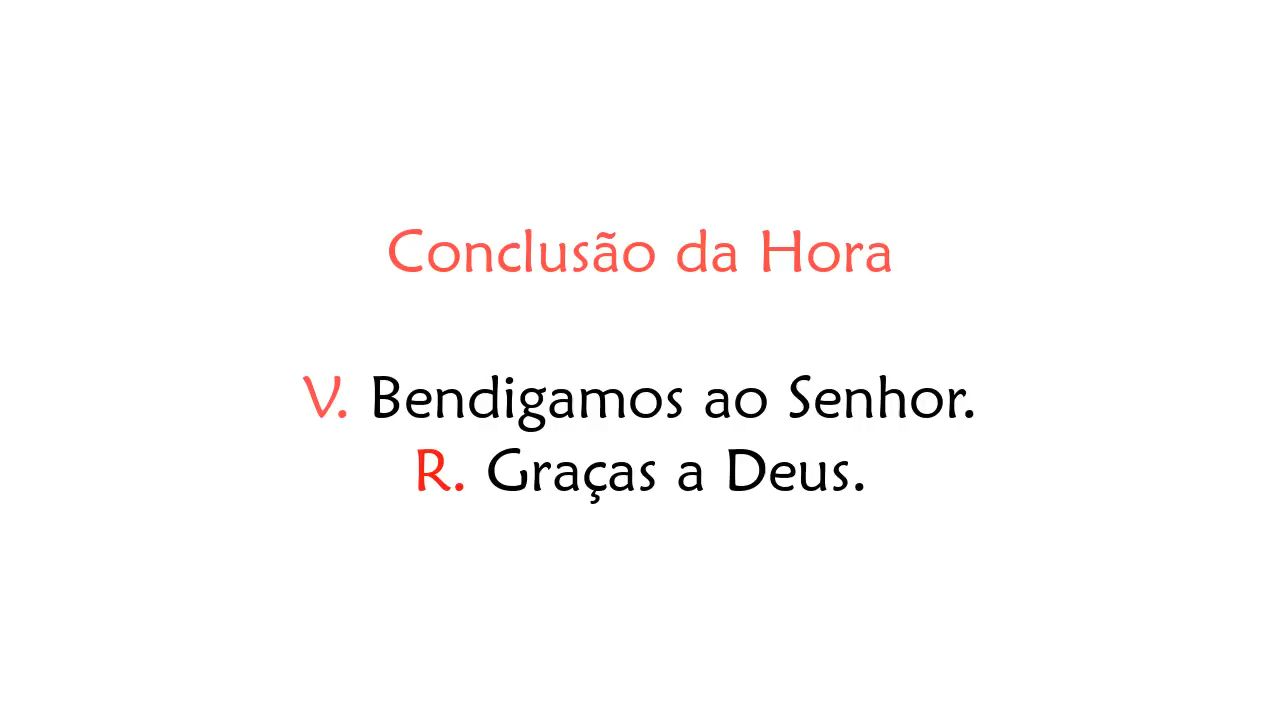 Conclusão da Hora
V. Bendigamos ao Senhor.
R. Graças a Deus.